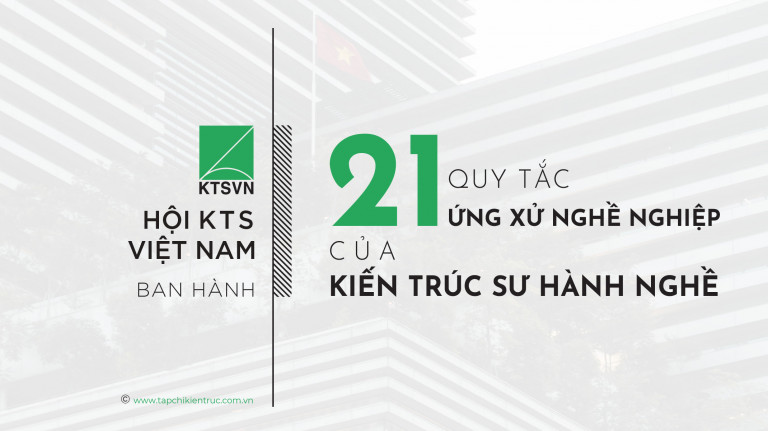 KTSVN
HỘI KTS
VIỆT NAM
BAN HÀNH
21
QUY TẮC
ỨNG XỬ NGHỀ NGHIỆP
CỦA
KIẾN TRÚC SƯ HÀNH NGHỀ
© www.tapchikientruc.com.vn